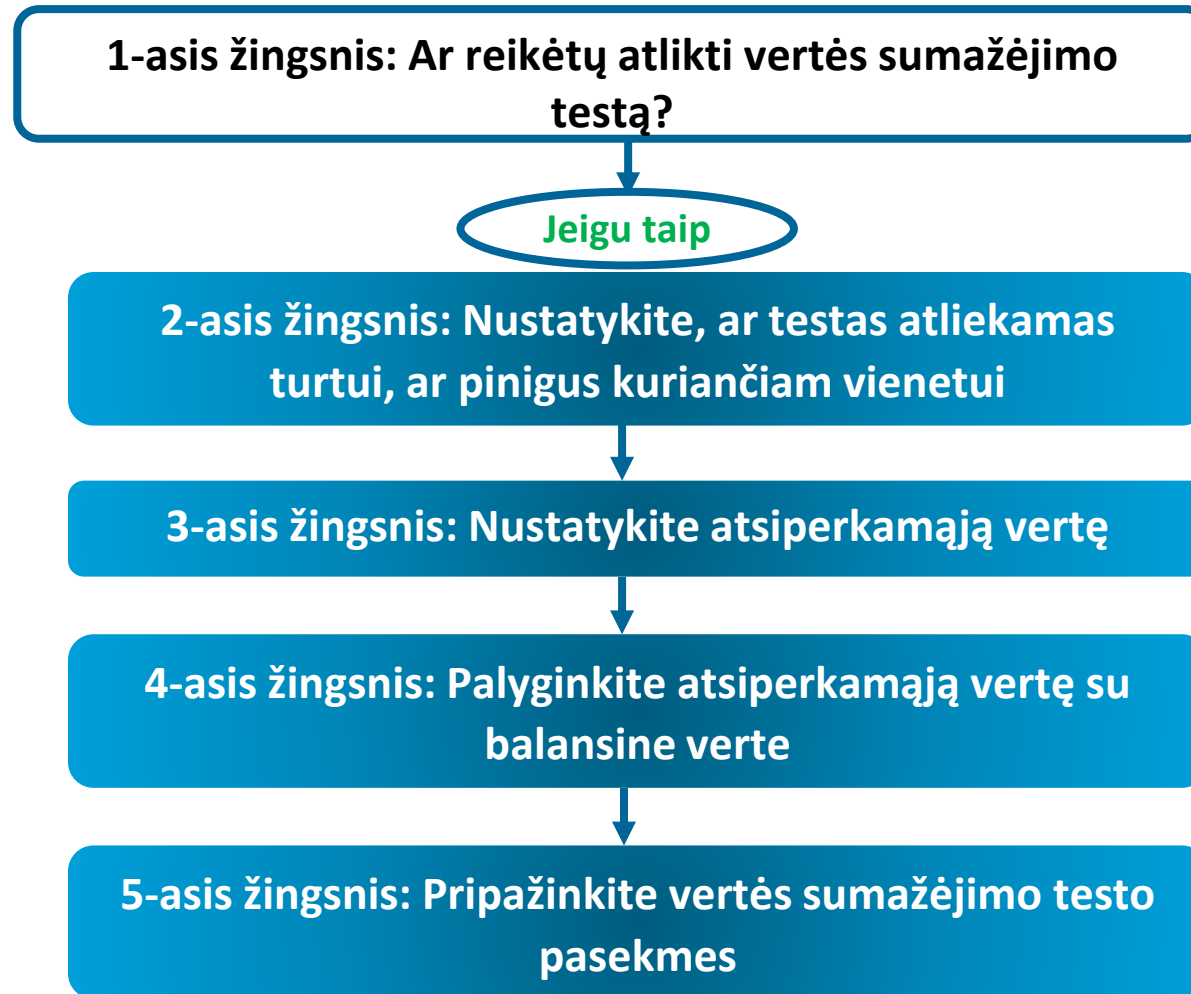 1-asis žingsnis: Ar reikėtų atlikti vertės sumažėjimo
testą?
Jeigu taip
2-asis žingsnis: Nustatykite, ar testas atliekamas
turtui, ar pinigus kuriančiam vienetui
3-asis žingsnis: Nustatykite atsiperkamąją vertę
4-asis žingsnis: Palyginkite atsiperkamąją vertę su
balansine verte
5-asis žingsnis: Pripažinkite vertės sumažėjimo testo
pasekmes